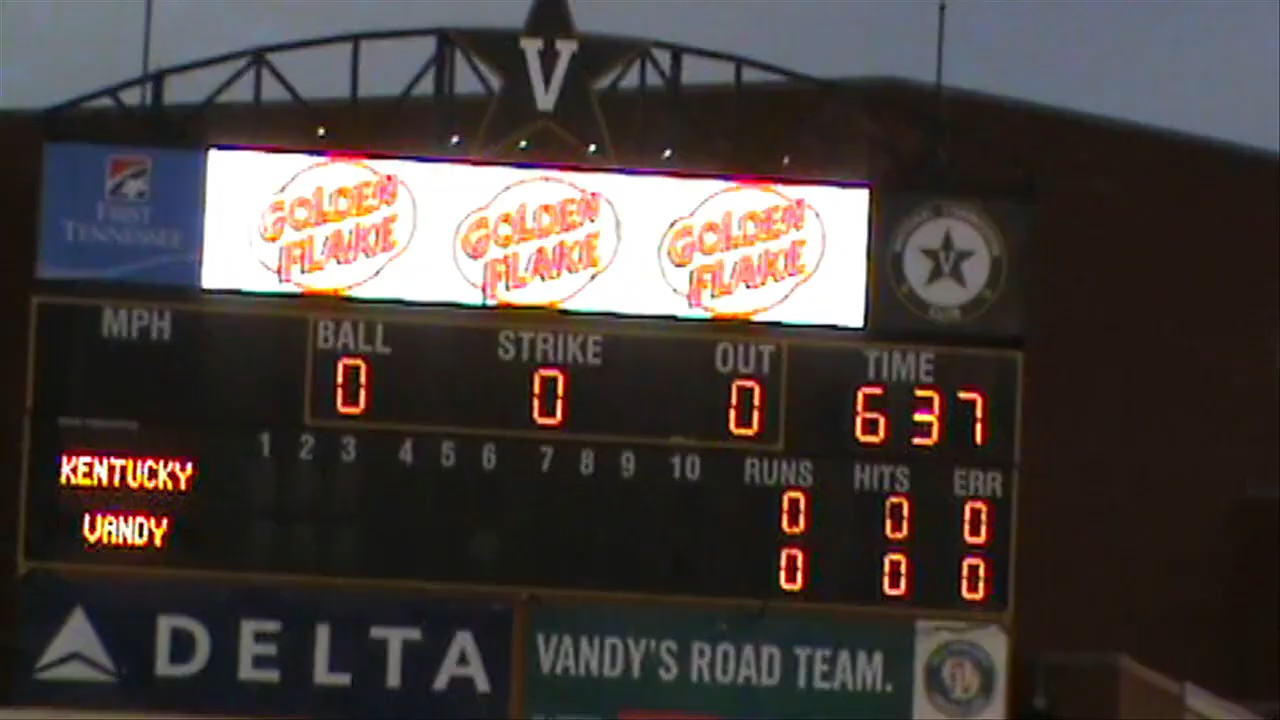 V
FIRST
TENNESSEE
GOLDEN
FLAKE
GOLDEN
FLAKE
GOLDEN
FLAKE
V
MPH BALL STRIKE OUT TIME
0 0 0 6 37
1 2 3 4 5 6 7 8 9 10 RUNS HITS ERR
KENTUCKY 0 0 0
VANDY 0 0 0
DELTA
VANDY'S ROAD TEAM.